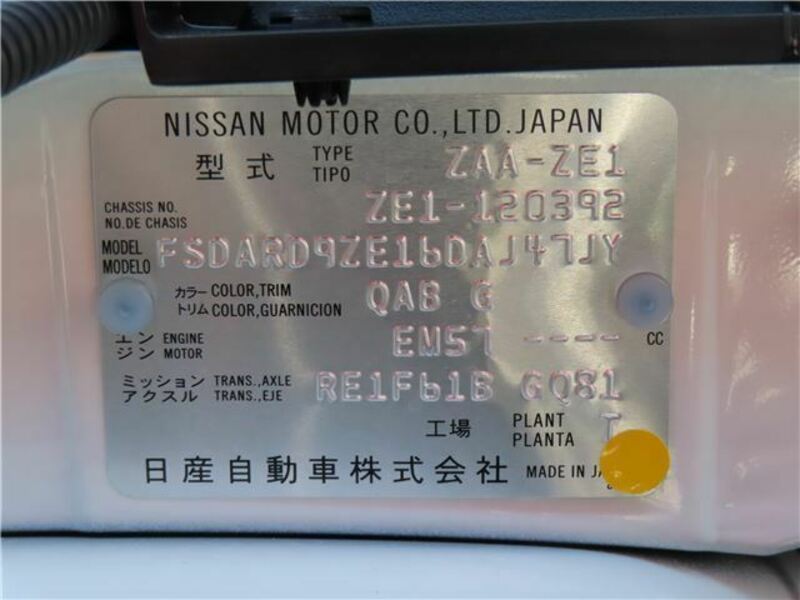 NISSAN MOTOR CO.,LTD.JAPAN
型式 TYPE TIPO ZAA-ZE1
CHASSIS NO. NO.DE CHASIS ZE1-120392
MODEL MODELO FSDARD9ZE16DAJ47JY
カラー COLOR,TRIM QAB G
トリム COLOR,GUARNICION
エン ENGINE EM57 ---- CC
ジン MOTOR
ミッション TRANS.,AXLE RE1F61B GQ81
アクスル TRANS.,EJE
工場 PLANT PLANTA T
日産自動車株式会社 MADE IN